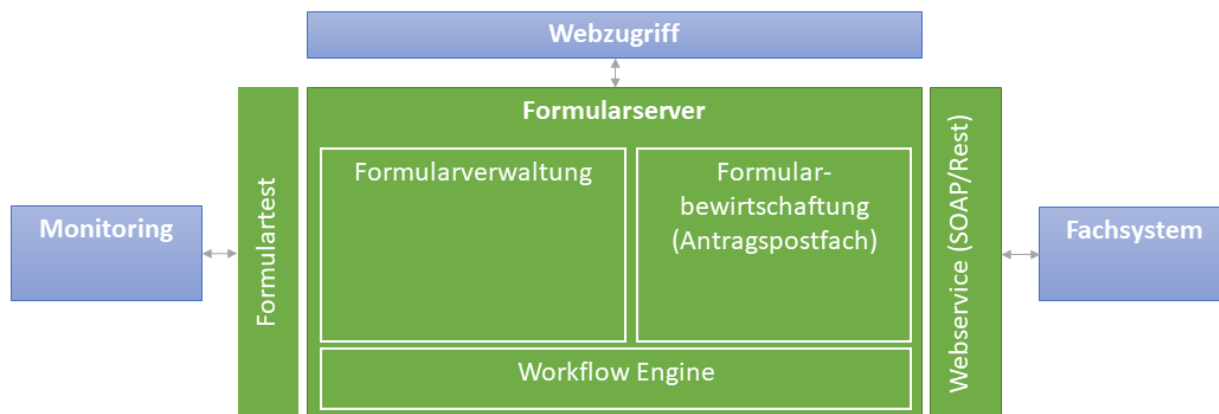 Webzugriff
Formularserver
Formulartest
Formularverwaltung
Formular-
bewirtschaftung
(Antragspostfach)
Workflow Engine
Webservice (SOAP/Rest)
Monitoring
Fachsystem